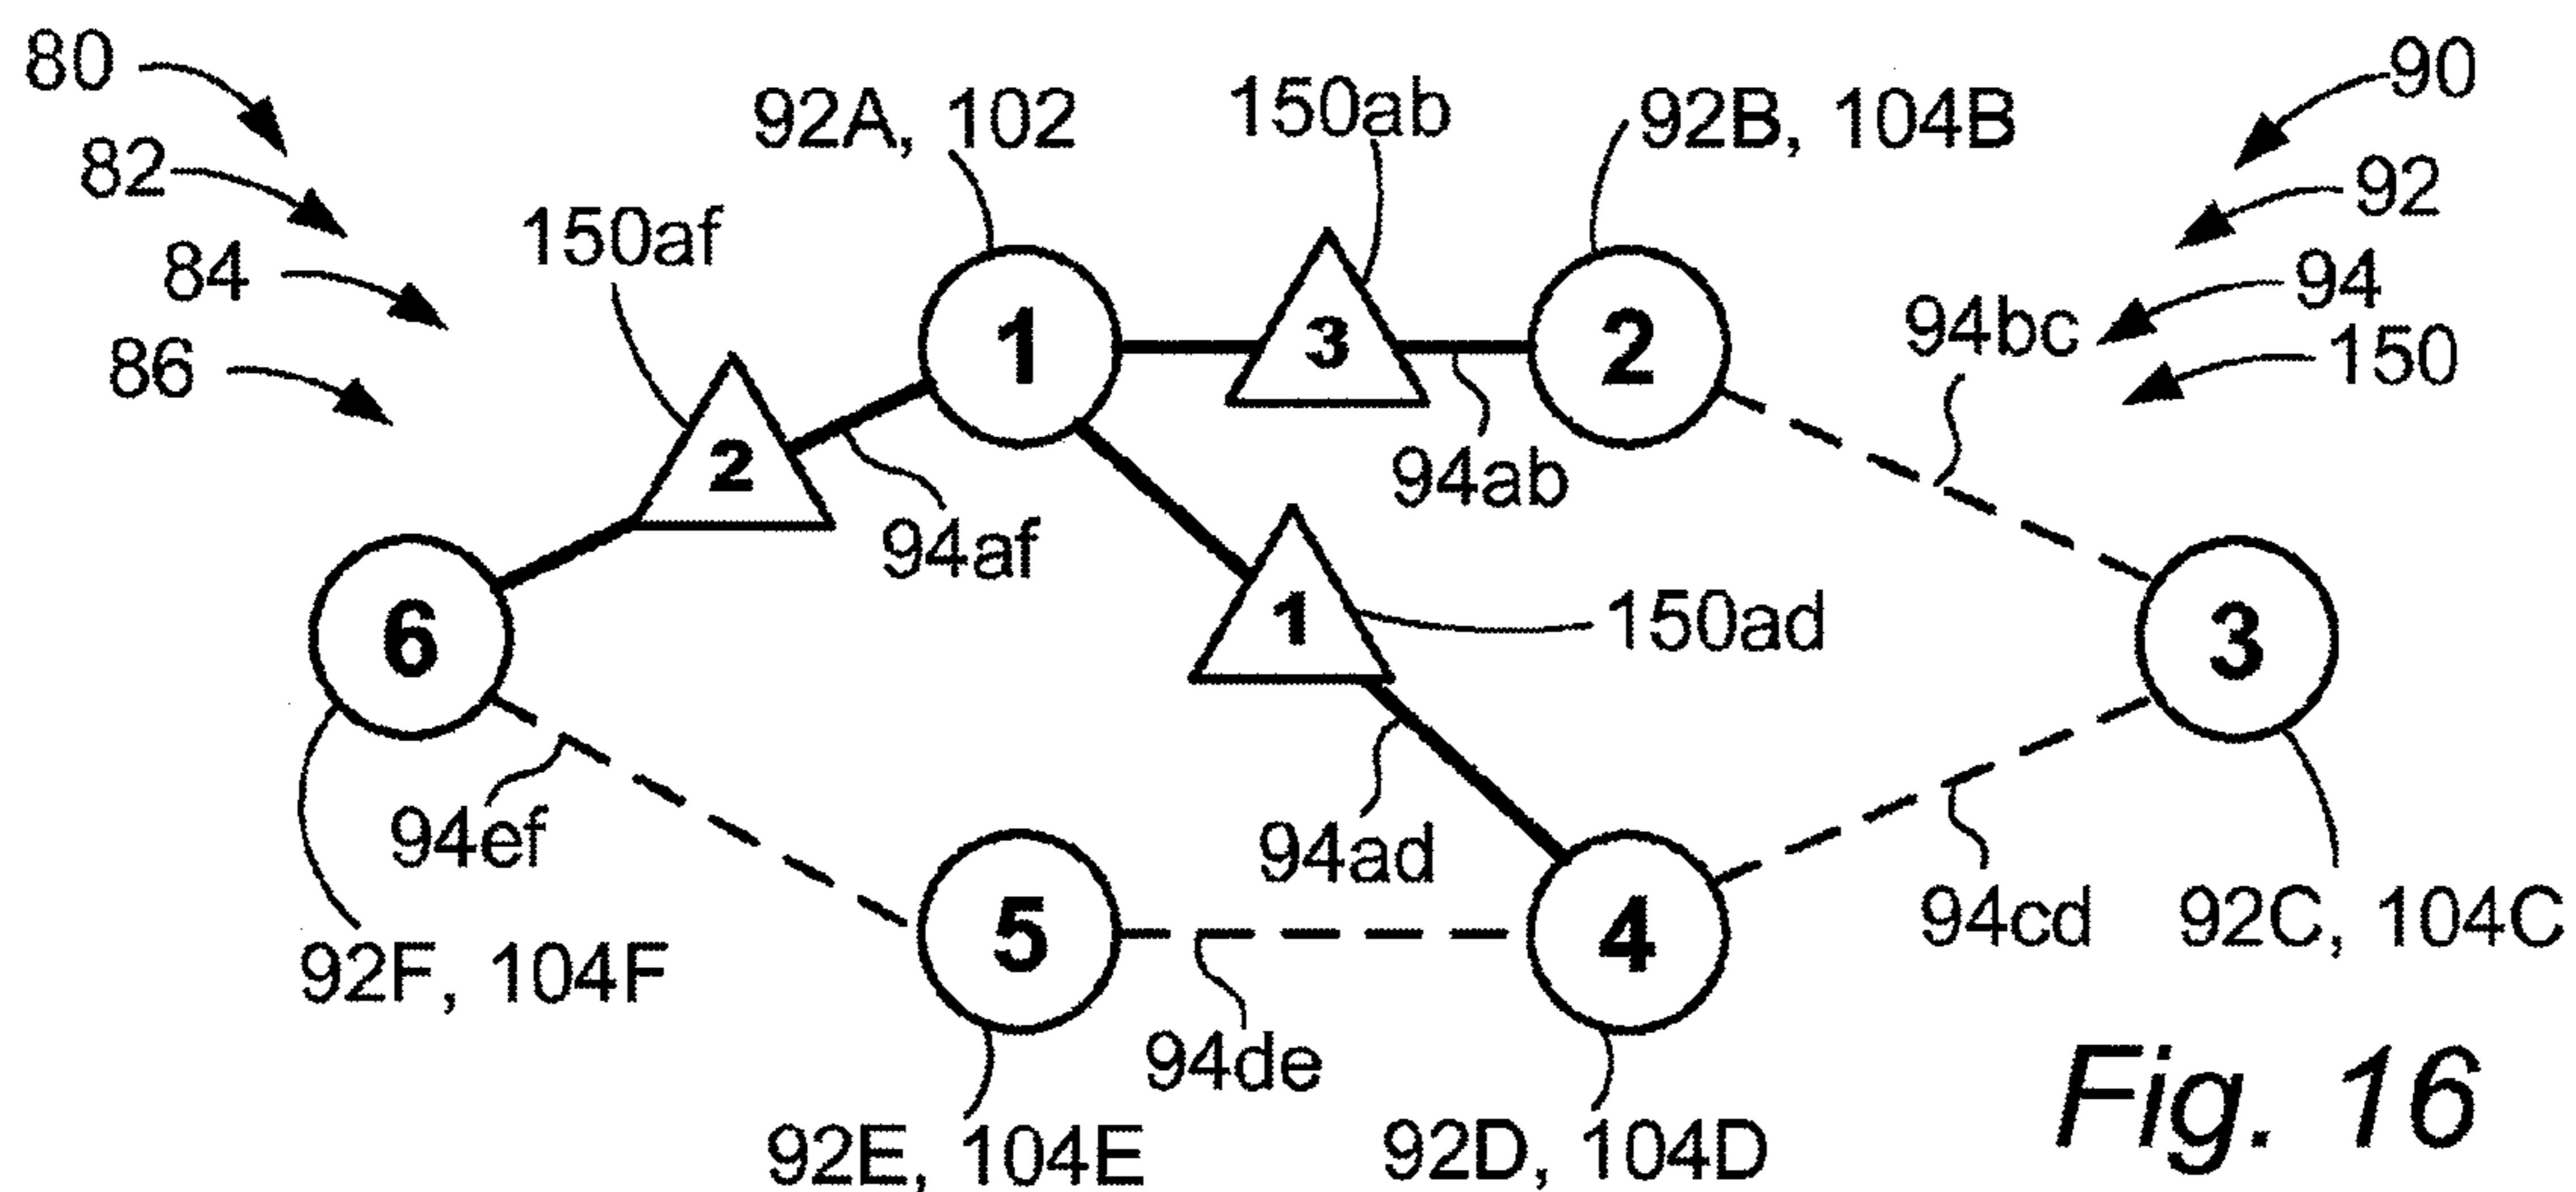 80
90
92A, 102
150ab
92B, 104B
82
92
150af
84
94
94bc
1
3
2
150
86
94ab
2
94af
1
150ad
6
3
94ef
94ad
94cd
92C, 104C
5
4
92F, 104F
94de
92E, 104E
92D, 104D
Fig. 16